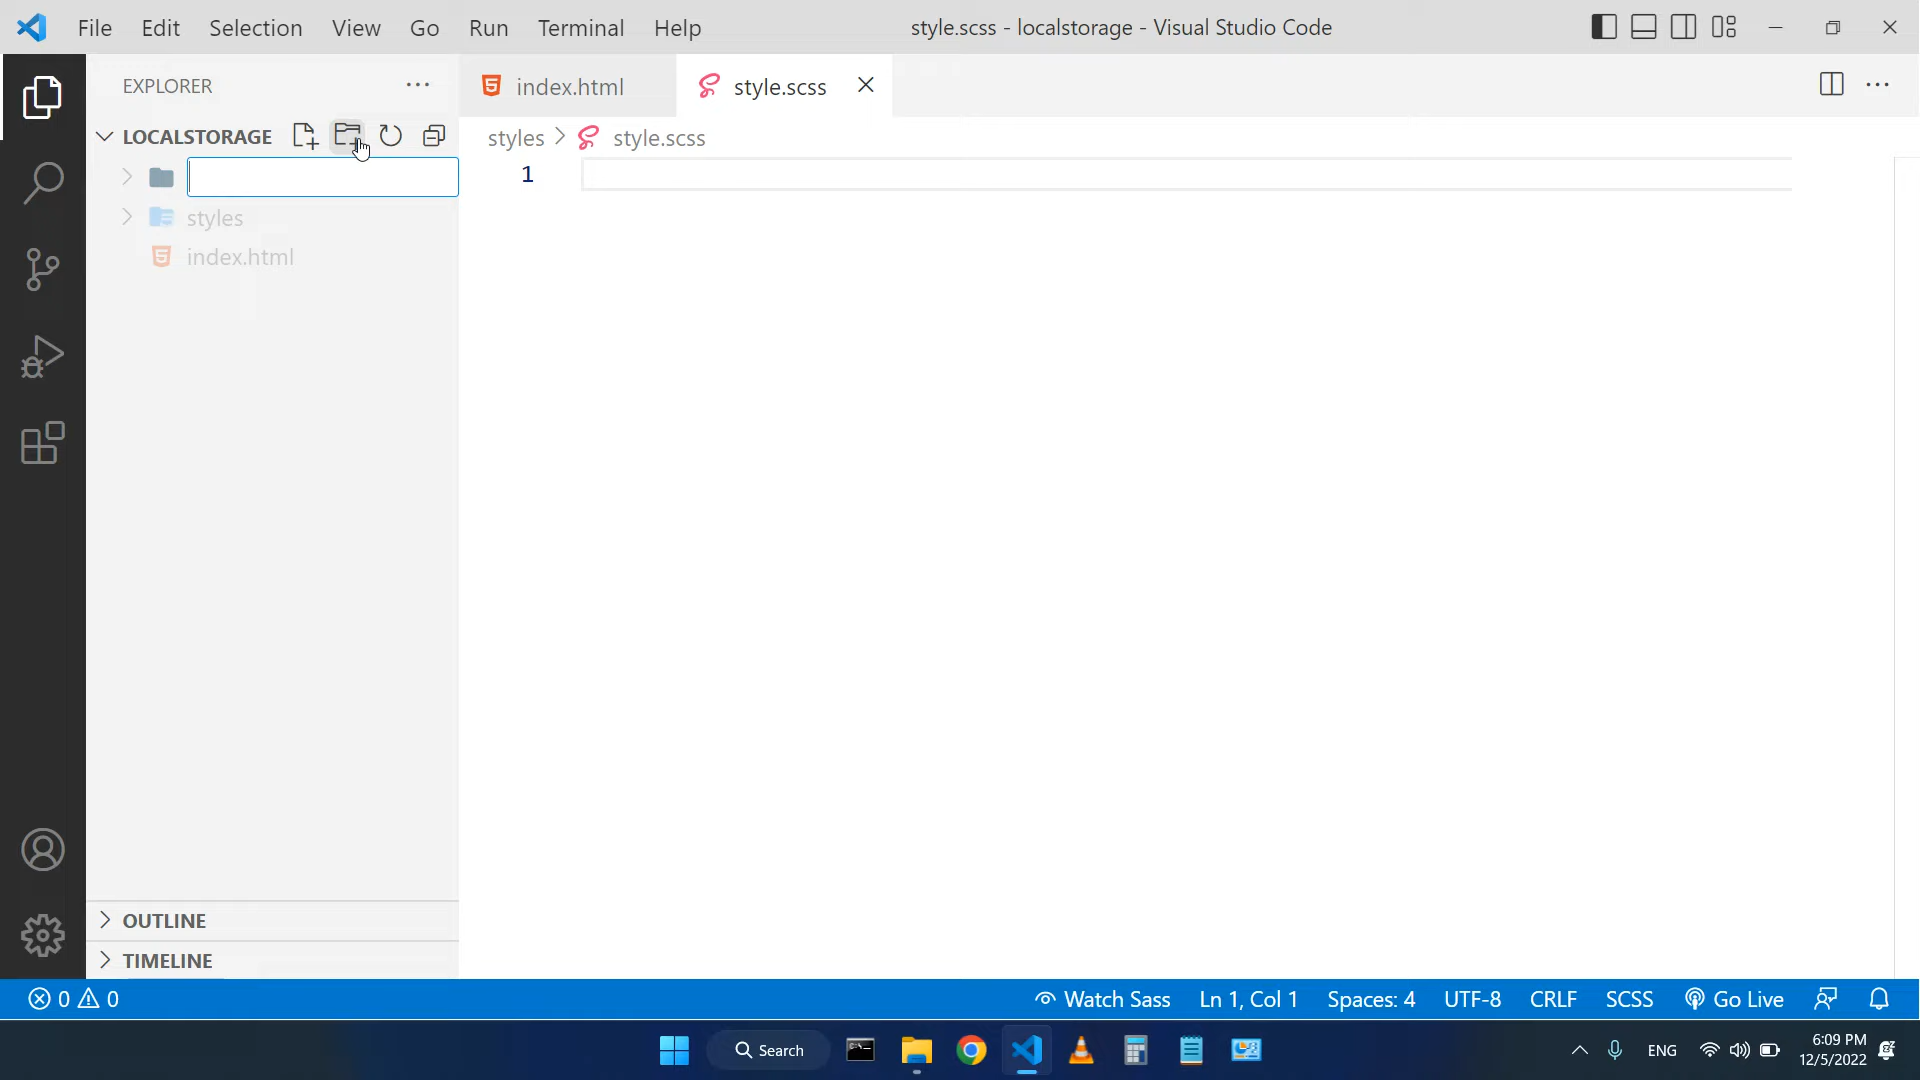 File Edit Selection View Go Run Terminal Help
style.scss - localstorage - Visual Studio Code
EXPLORER
index.html
style.scss
LOCALSTORAGE
styles
style.scss
1
styles
index.html
OUTLINE
TIMELINE
0 0
Watch Sass
Ln 1, Col 1
Spaces: 4
UTF-8
CRLF
SCSS
Go Live
Search
ENG
6:09 PM
12/5/2022